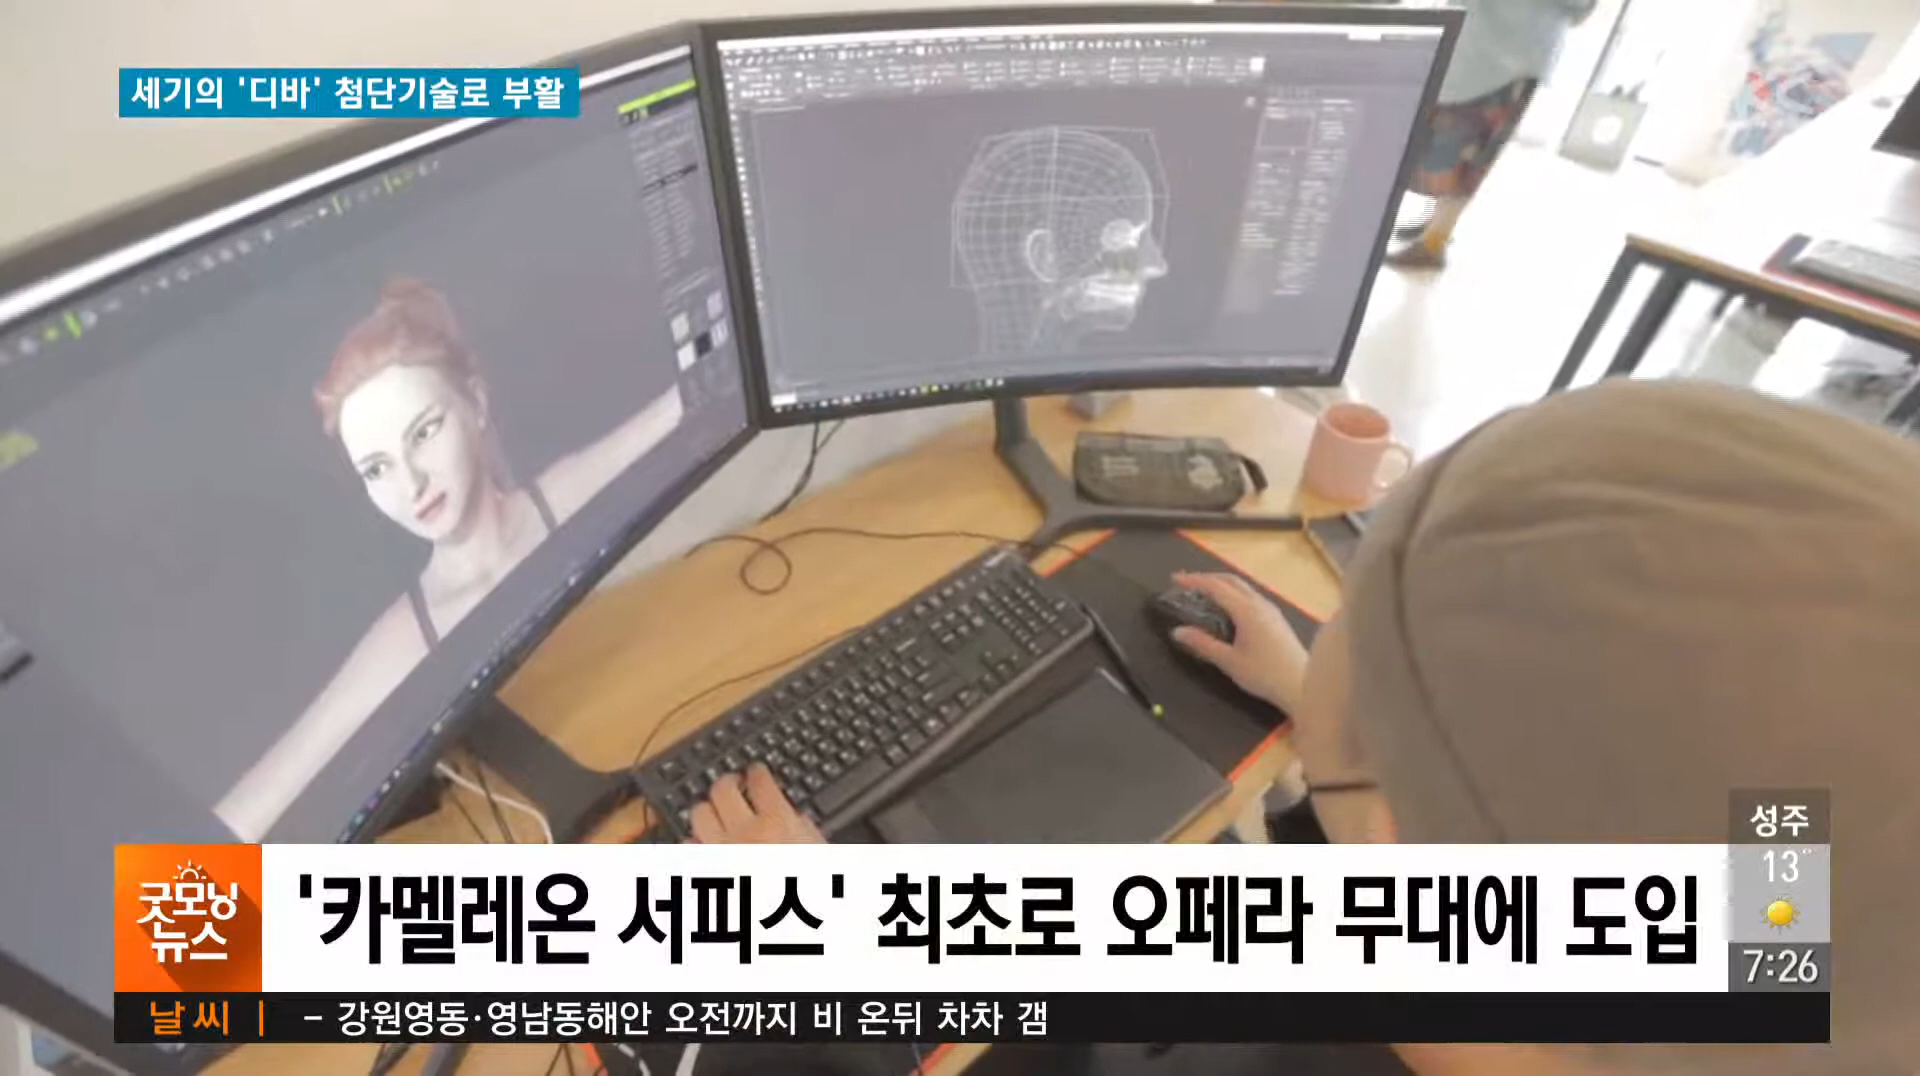 세기의 '디바' 첨단기술로 부활
성주
13°
7:26
굿모닝
뉴스
'카멜레온 서피스' 최초로 오페라 무대에 도입
날씨 | - 강원영동·영남동해안 오전까지 비 온뒤 차차 갬